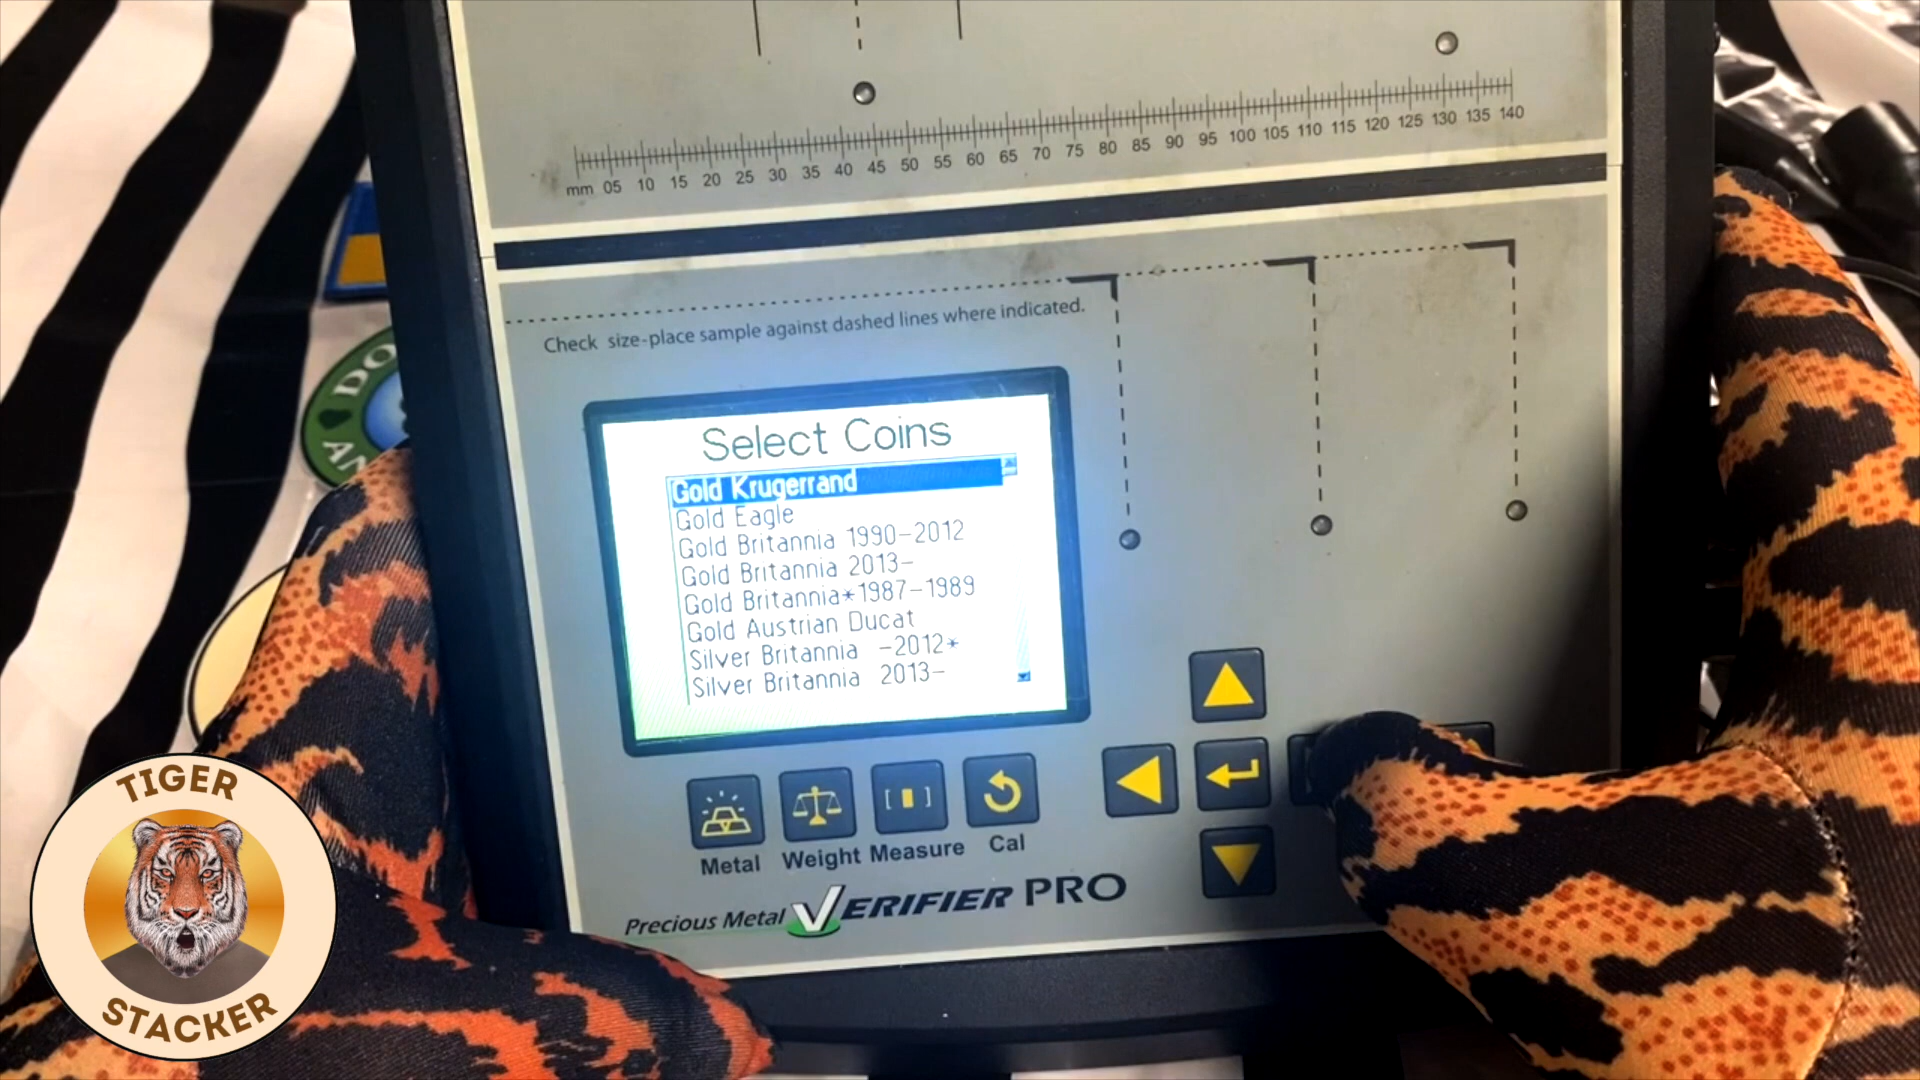 mm 05 10 15 20 25 30 35 40 45 50 55 60 65 70 75 80 85 90 95 100 105 110 115 120 125 130 135 140
Check size-place sample against dashed lines where indicated.
DO
AN
Select Coins
Gold Krugerrand
Gold Eagle
Gold Britannia 1990-2012
Gold Britannia 2013-
Gold Britannia*1987-1989
Gold Austrian Ducat
Silver Britannia -2012*
Silver Britannia 2013-
[ ]
Metal Weight Measure Cal
Precious Metal VERIFIER PRO
TIGER
STACKER